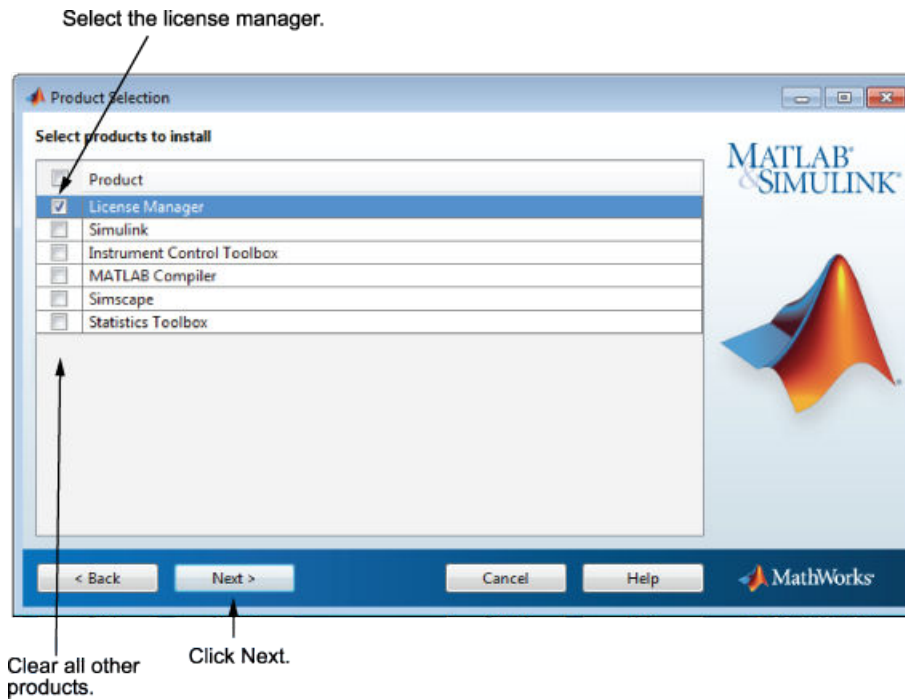 Select the license manager.
Product Selection
Select products to install
Product
License Manager
Simulink
Instrument Control Toolbox
MATLAB Compiler
Simscape
Statistics Toolbox
MATLAB®
&SIMULINK®
< Back
Next >
Cancel
Help
MathWorks®
Click Next.
Clear all other
products.